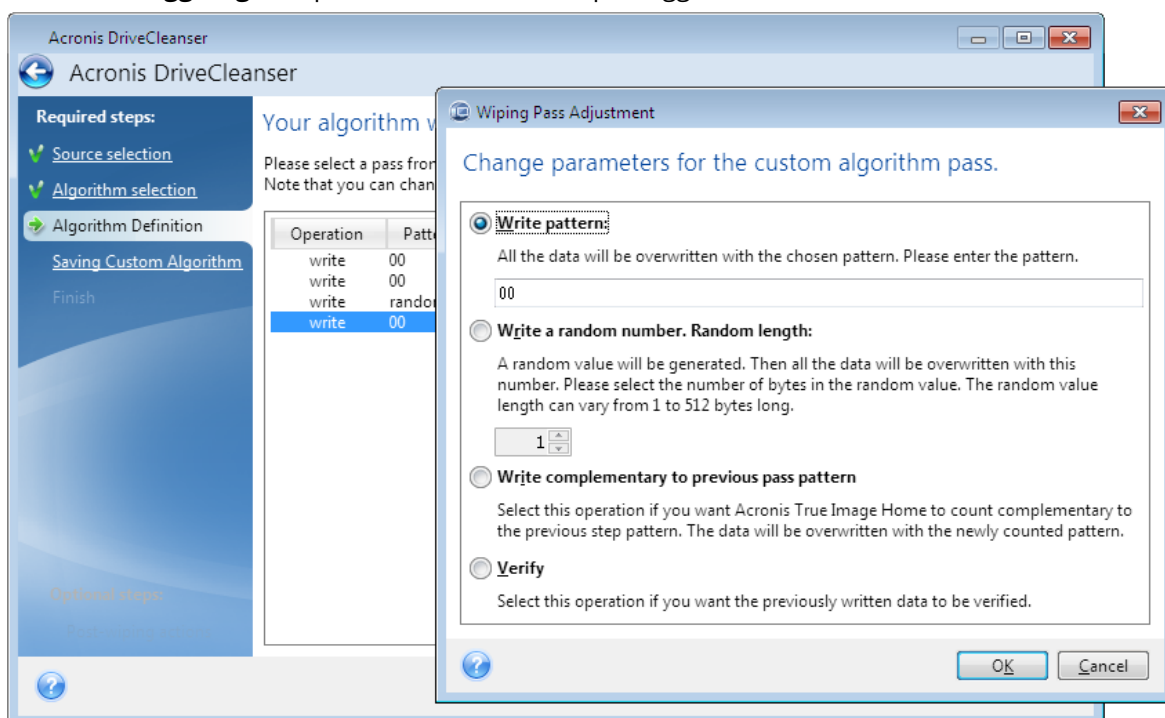 Acronis DriveCleanser
Acronis DriveCleanser
Required steps:
Source selection
Algorithm selection
Algorithm Definition
Saving Custom Algorithm
Finish
Your algorithm
Please select a pass from
Note that you can chan
Operation Patt
write 00
write 00
write random
write 00
Wiping Pass Adjustment
Change parameters for the custom algorithm pass.
Write pattern:
All the data will be overwritten with the chosen pattern. Please enter the pattern.
00
Write a random number. Random length:
A random value will be generated. Then all the data will be overwritten with this
number. Please select the number of bytes in the random value. The random value
length can vary from 1 to 512 bytes long.
1
Write complementary to previous pass pattern
Select this operation if you want Acronis True Image Home to count complementary to
the previous step pattern. The data will be overwritten with the newly counted pattern.
Verify
Select this operation if you want the previously written data to be verified.
Optional steps:
OK Cancel